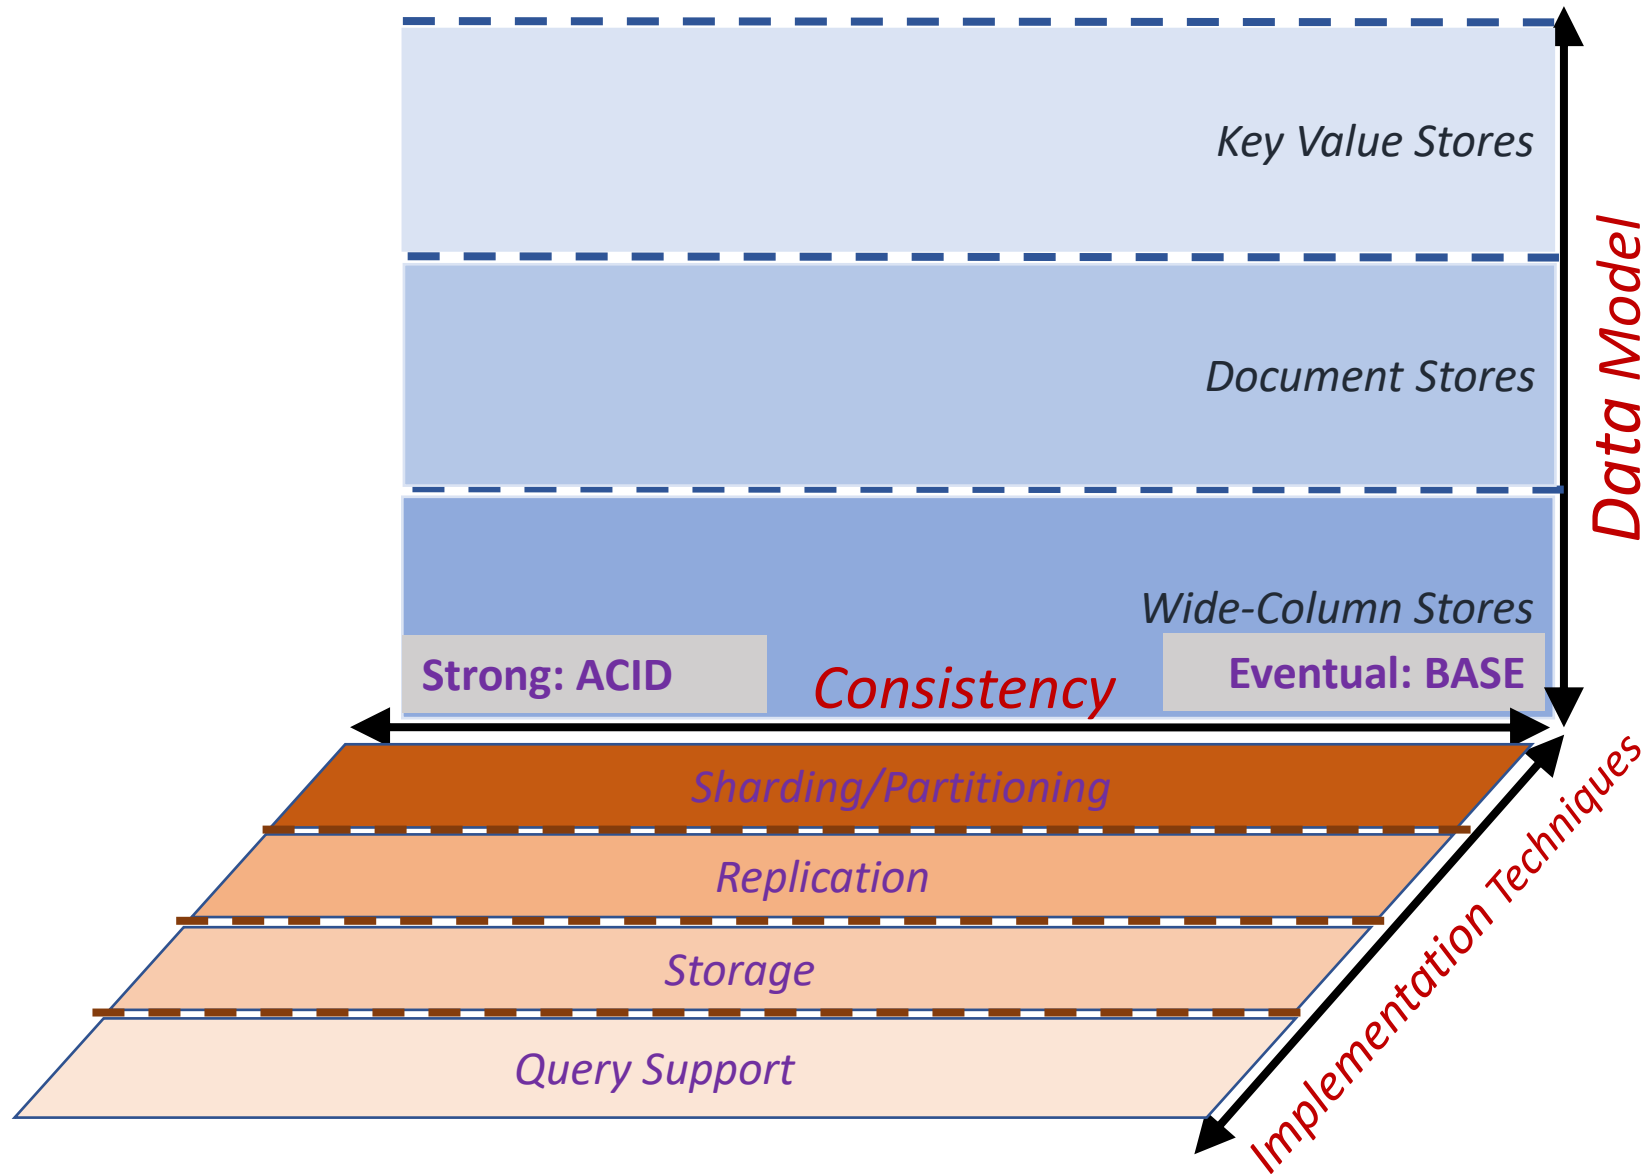 Key Value Stores
Data Model
Document Stores
Wide-Column Stores
Strong: ACID
Consistency
Eventual: BASE
Sharding/Partitioning
Replication
Storage
Query Support
Implementation Techniques